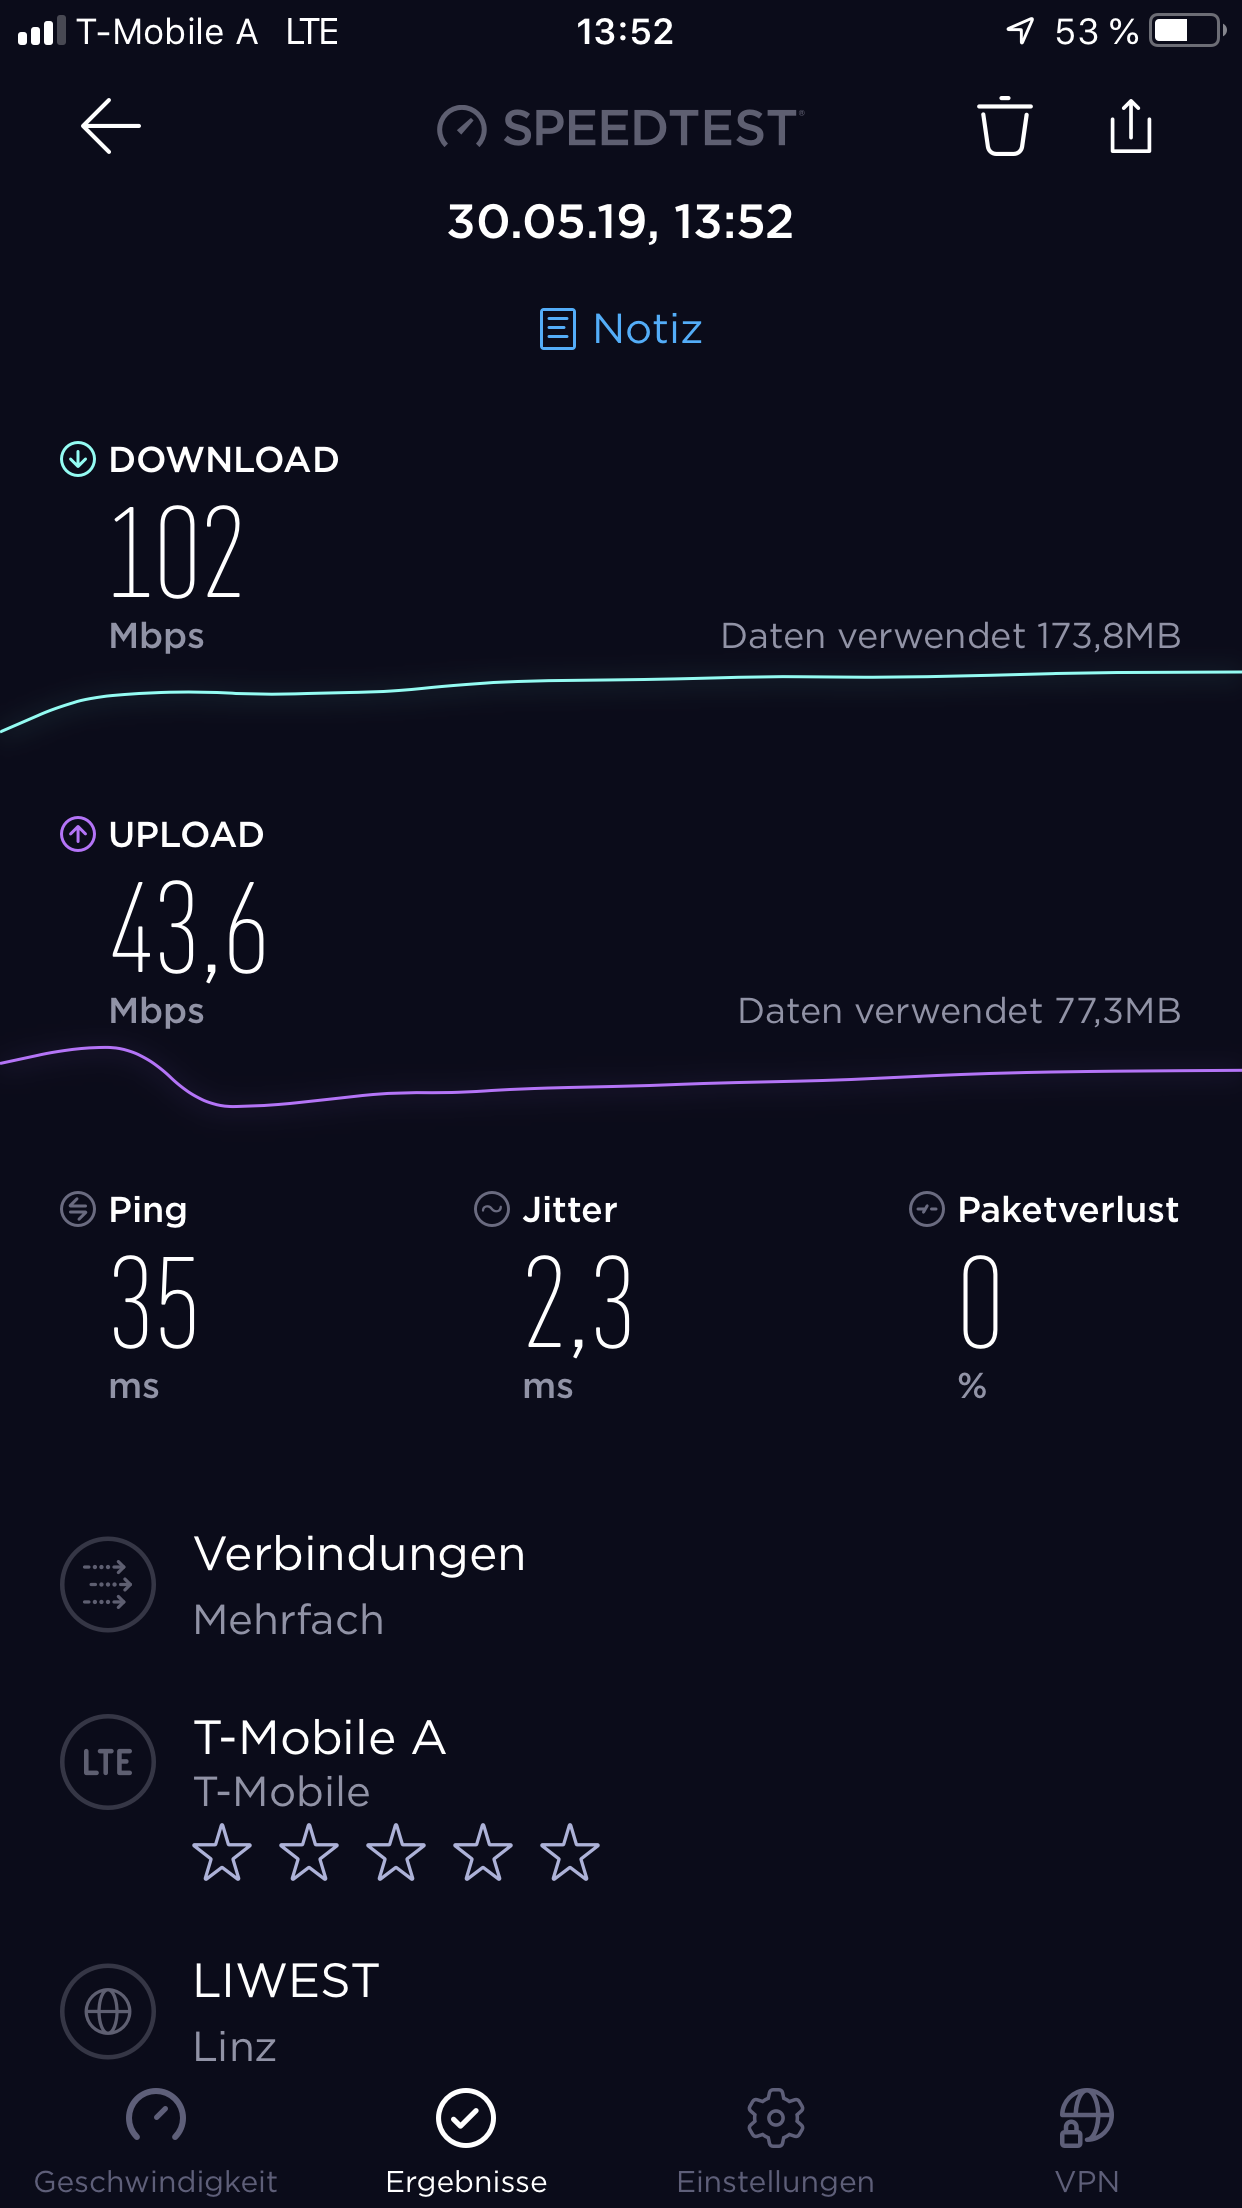 T-Mobile A LTE 13:52 53 %
SPEEDTEST
30.05.19, 13:52
Notiz
DOWNLOAD
102
Mbps Daten verwendet 173,8MB
UPLOAD
43,6
Mbps Daten verwendet 77,3MB
Ping Jitter Paketverlust
35 2,3 0
ms ms %
Verbindungen
Mehrfach
LTE T-Mobile A
T-Mobile
LIWEST
Linz
Geschwindigkeit Ergebnisse Einstellungen VPN